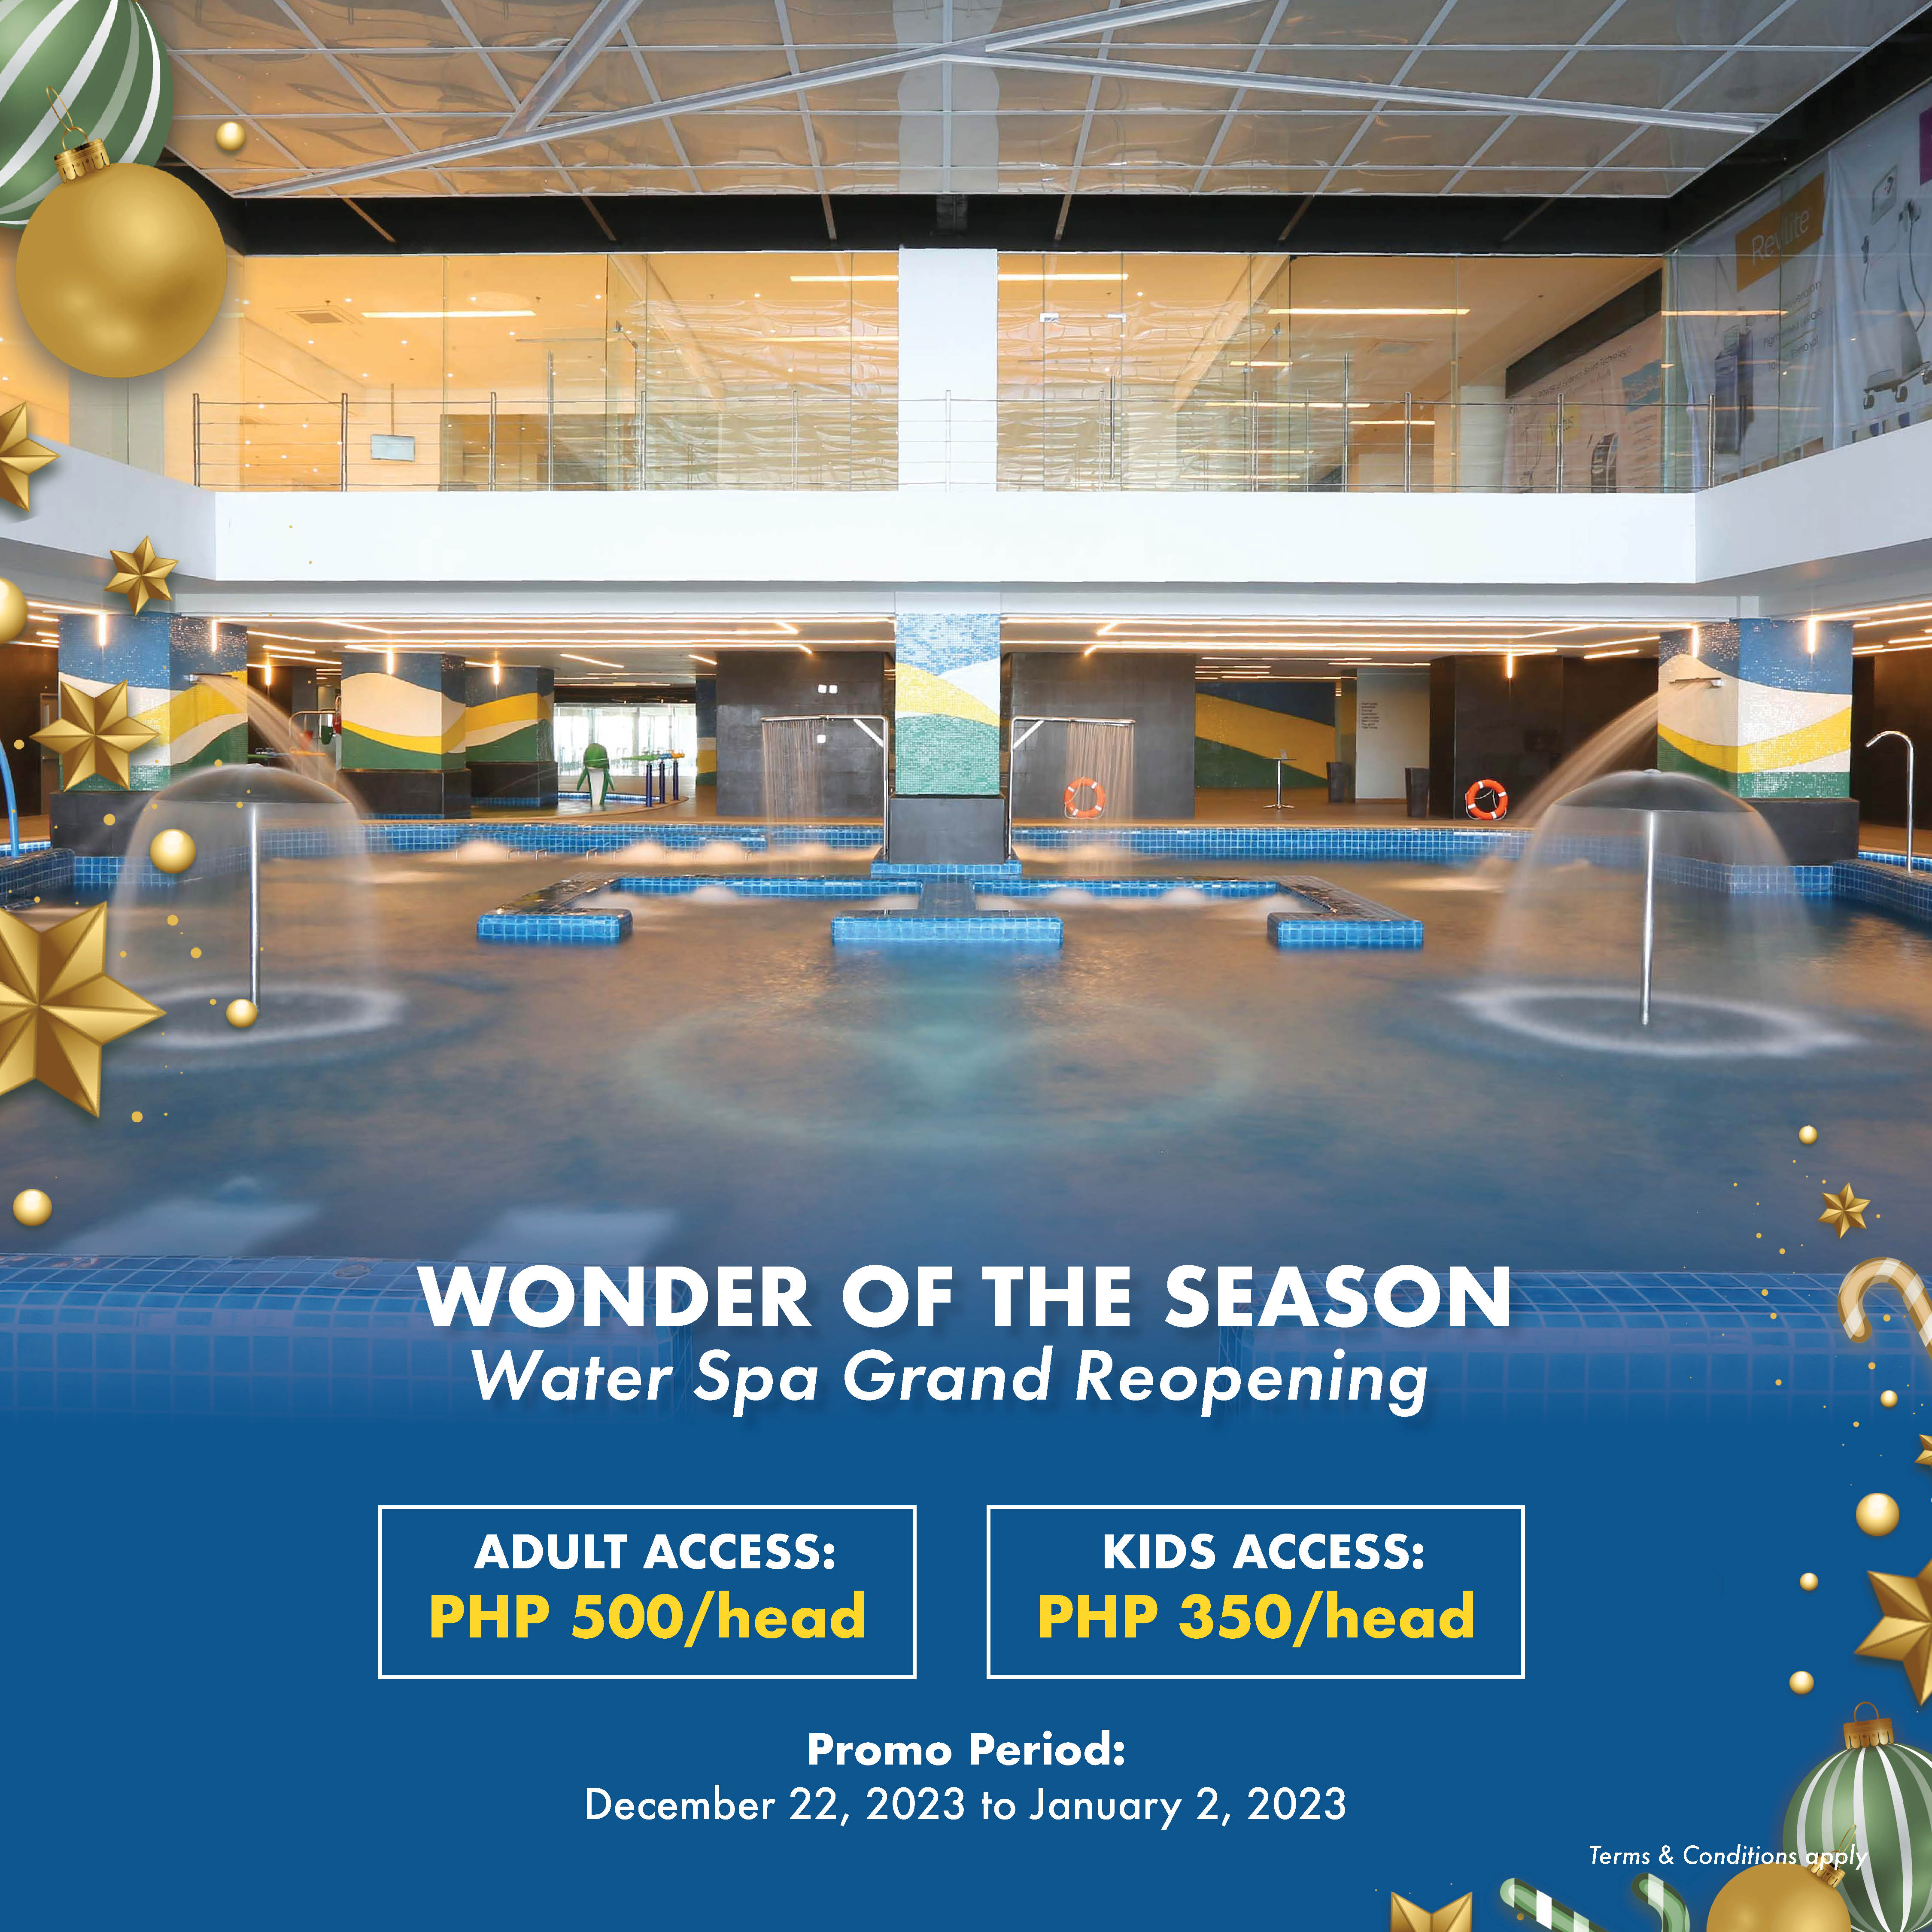 Revlite
WONDER OF THE SEASON
Water Spa Grand Reopening
ADULT ACCESS:
PHP 500/head
KIDS ACCESS:
PHP 350/head
Promo Period:
December 22, 2023 to January 2, 2023
Terms & Conditions apply